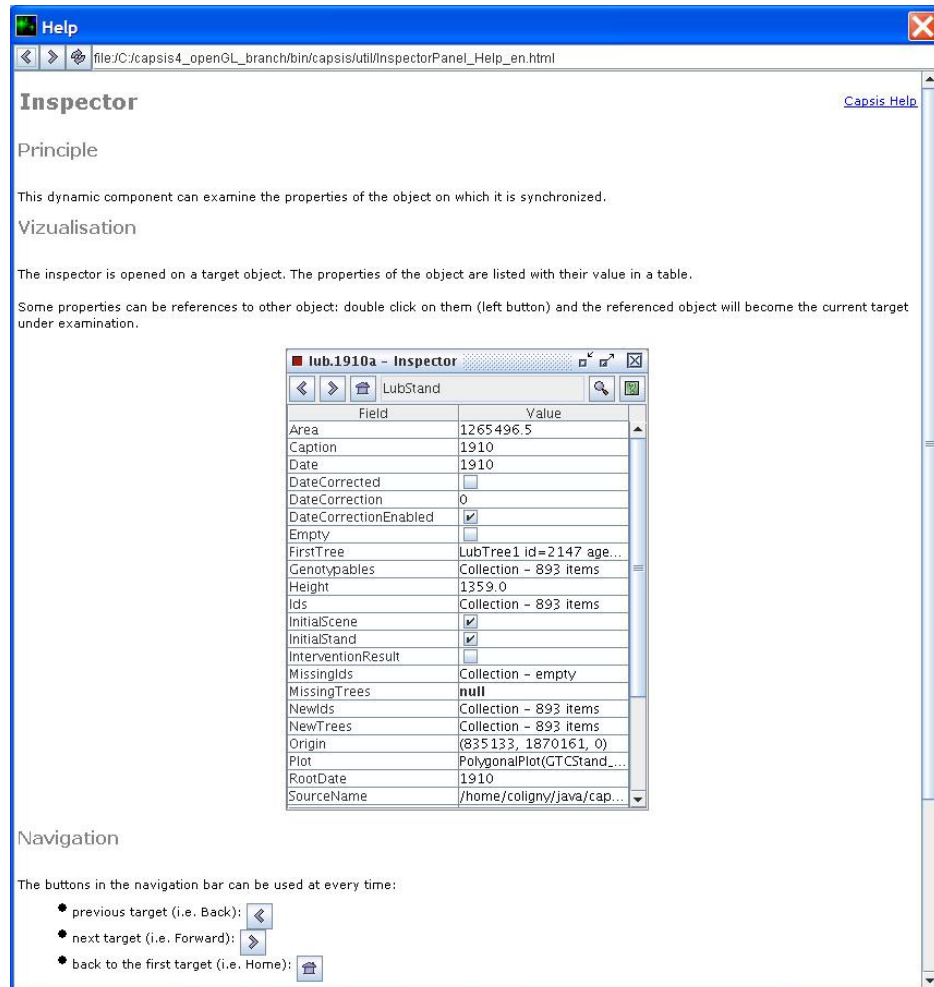 Help
file:/C:/capsis4_openGL_branch/bin/capsis/util/InspectorPanel_Help_en.html
Inspector
Capsis Help
Principle
This dynamic component can examine the properties of the object on which it is synchronized.
Vizualisation
The inspector is opened on a target object. The properties of the object are listed with their value in a table.
Some properties can be references to other object: double click on them (left button) and the referenced object will become the current target
under examination.
lub.1910a – Inspector
LubStand
Field Value
Area 1265496.5
Caption 1910
Date 1910
DateCorrected
DateCorrection 0
DateCorrectionEnabled
Empty
FirstTree LubTree1 id=2147 age...
Genotypables Collection – 893 items
Height 1359.0
Ids Collection – 893 items
InitialScene
InitialStand
InterventionResult
MissingIds Collection – empty
MissingTrees null
NewIds Collection – 893 items
NewTrees Collection – 893 items
Origin (835133, 1870161, 0)
Plot PolygonalPlot(GTCStand_...
RootDate 1910
SourceName /home/coligny/java/cap...
Navigation
The buttons in the navigation bar can be used at every time:
previous target (i.e. Back):
next target (i.e. Forward):
back to the first target (i.e. Home):